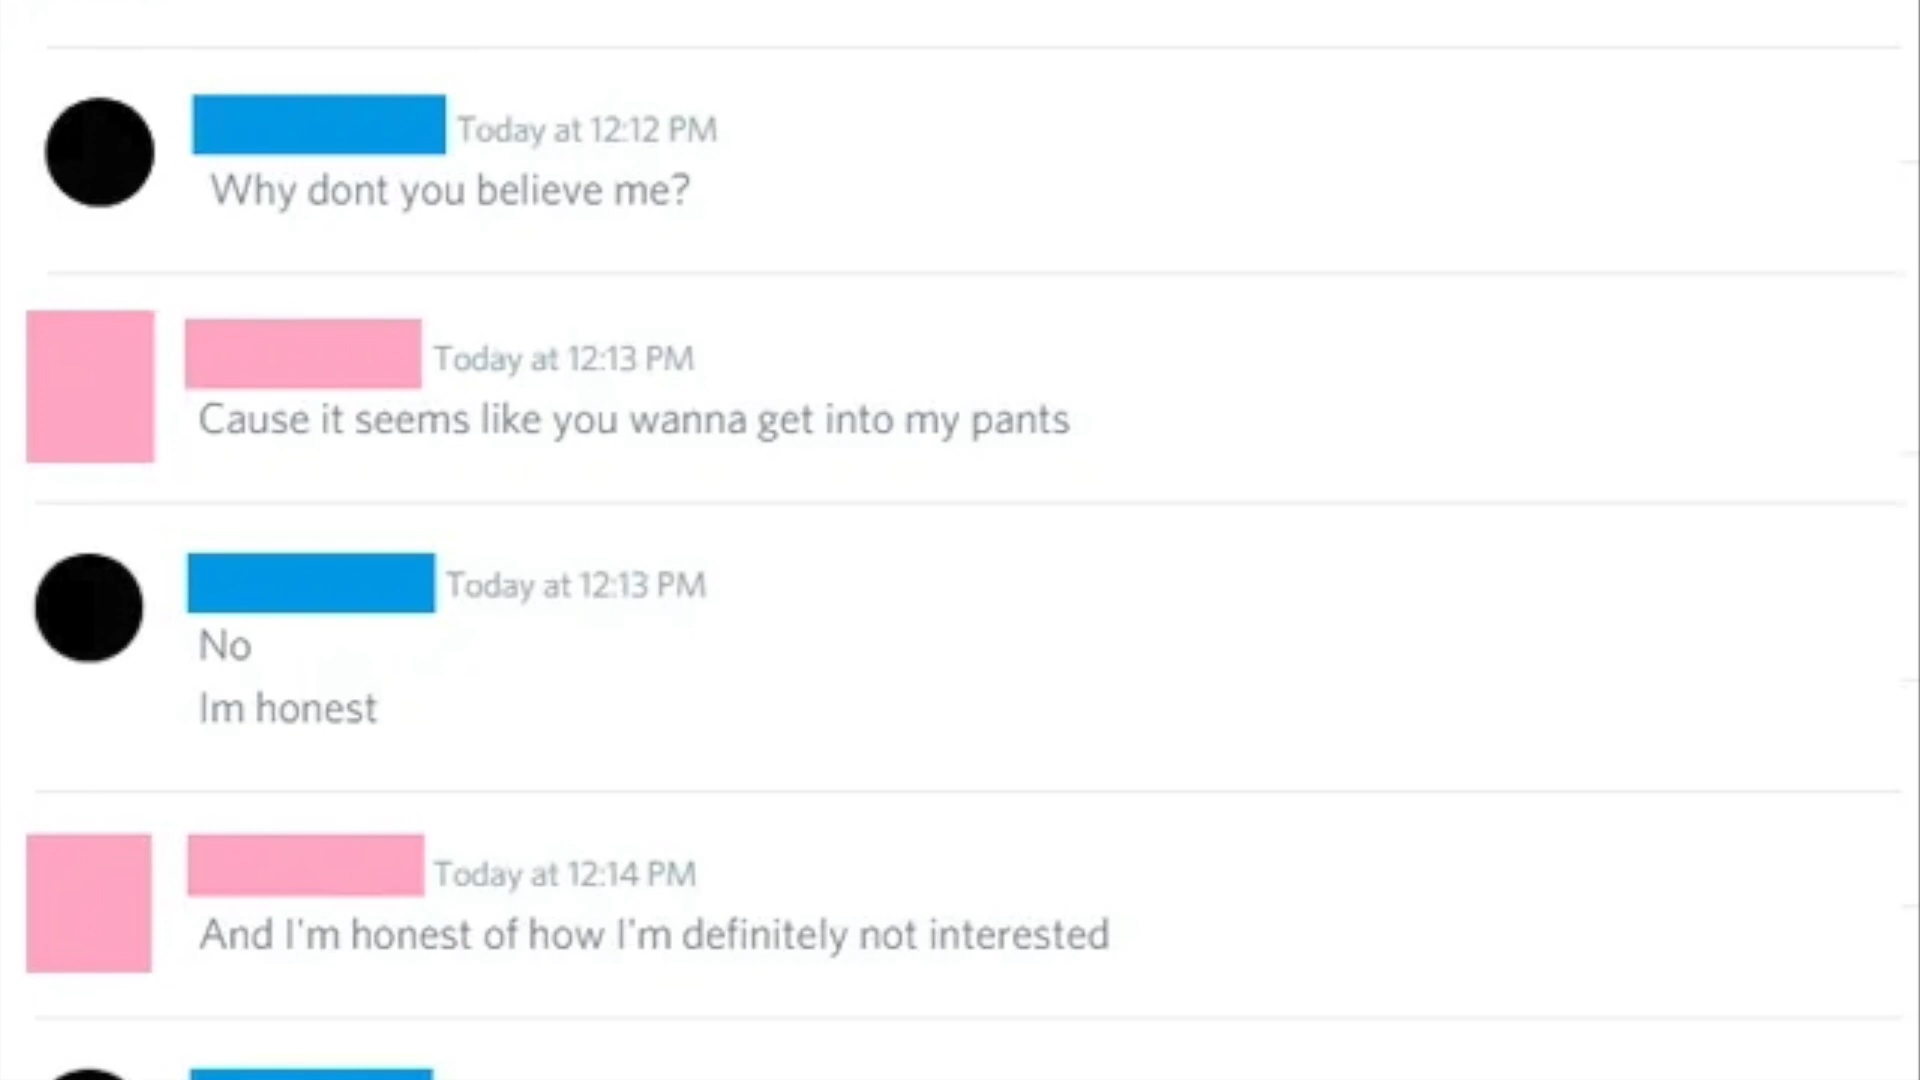 Today at 12:12 PM
Why dont you believe me?
Today at 12:13 PM
Cause it seems like you wanna get into my pants
Today at 12:13 PM
No
Im honest
Today at 12:14 PM
And I'm honest of how I'm definitely not interested